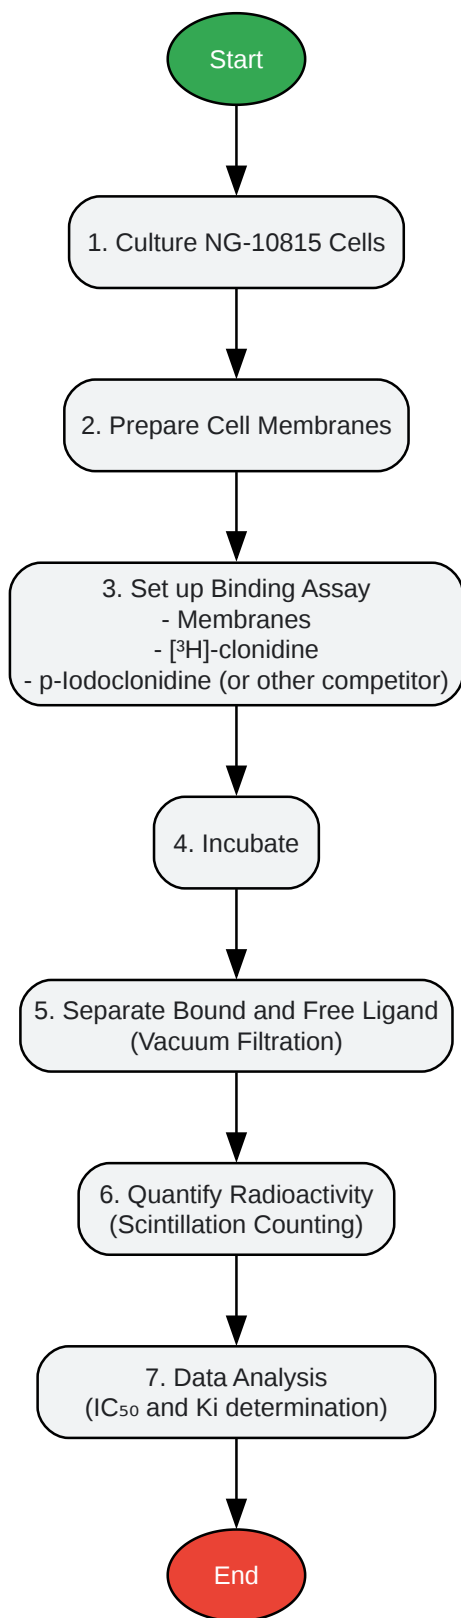 Start
1. Culture NG-10815 Cells
2. Prepare Cell Membranes
3. Set up Binding Assay
- Membranes
- [³H]-clonidine
- p-Iodoclonidine (or other competitor)
4. Incubate
5. Separate Bound and Free Ligand
(Vacuum Filtration)
6. Quantify Radioactivity
(Scintillation Counting)
7. Data Analysis
(IC₅₀ and Ki determination)
End